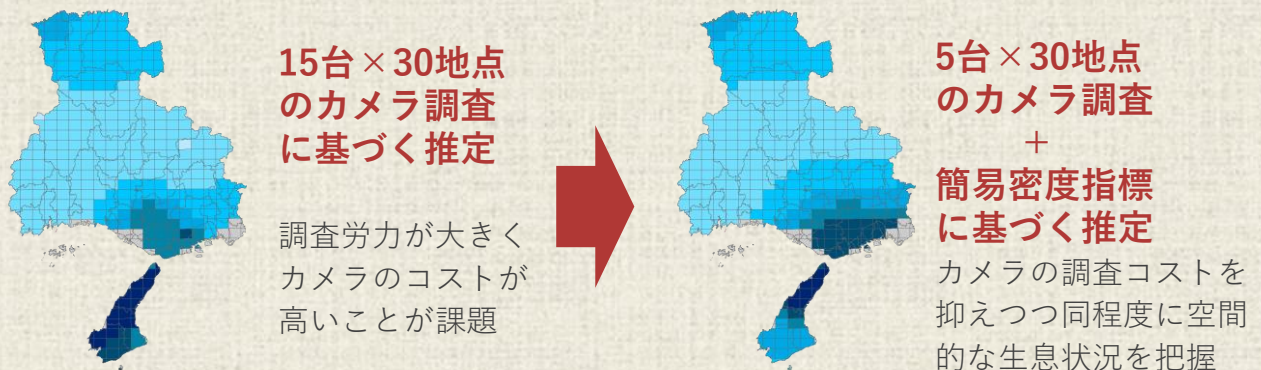 15台×30地点
のカメラ調査
に基づく推定
調査労力が大きく
カメラのコストが
高いことが課題
5台×30地点
のカメラ調査
＋
簡易密度指標
に基づく推定
カメラの調査コストを
抑えつつ同程度に空間
的な生息状況を把握